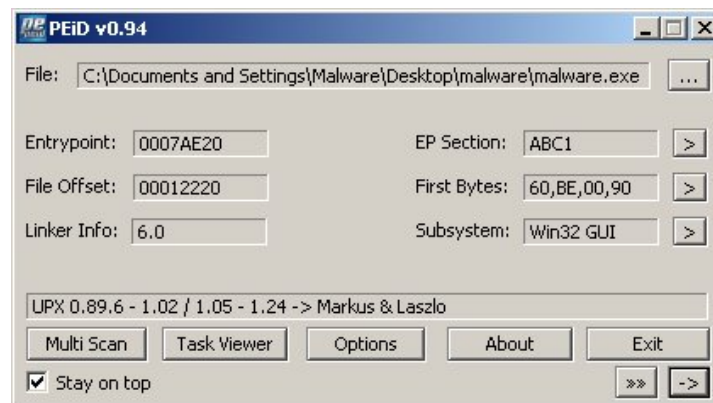 PEiD v0.94
File: C:\Documents and Settings\Malware\Desktop\malware\malware.exe ...
Entrypoint: 0007AE20 EP Section: ABC1 >
File Offset: 00012220 First Bytes: 60,BE,00,90 >
Linker Info: 6.0 Subsystem: Win32 GUI >
UPX 0.89.6 - 1.02 / 1.05 - 1.24 -> Markus & Laszlo
Multi Scan Task Viewer Options About Exit
Stay on top »» ->